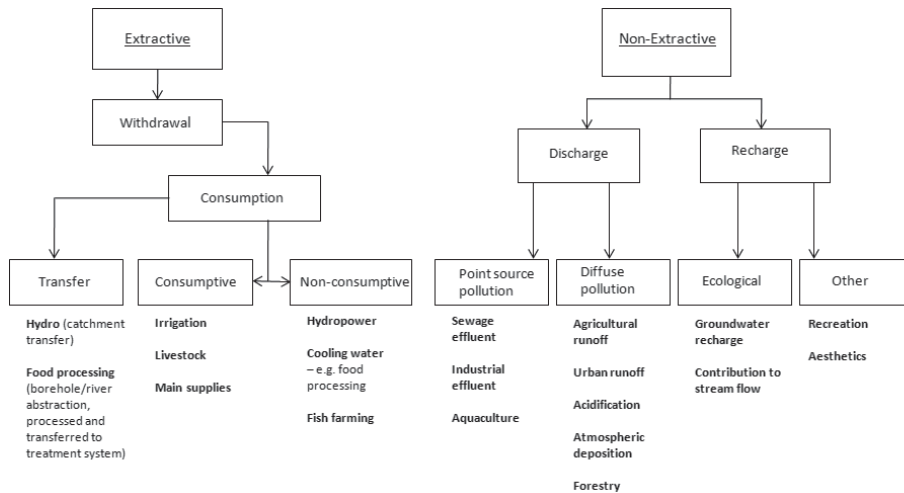 Extractive
Non-Extractive
Withdrawal
Discharge
Recharge
Consumption
Transfer
Consumptive
Non-consumptive
Point source
pollution
Diffuse
pollution
Ecological
Other
Hydro (catchment
transfer)
Food processing
(borehole/river
abstraction,
processed and
transferred to
treatment system)
Irrigation
Livestock
Main supplies
Hydropower
Cooling water
– e.g. food
processing
Fish farming
Sewage
effluent
Industrial
effluent
Aquaculture
Agricultural
runoff
Urban runoff
Acidification
Atmospheric
deposition
Forestry
Groundwater
recharge
Contribution to
stream flow
Recreation
Aesthetics